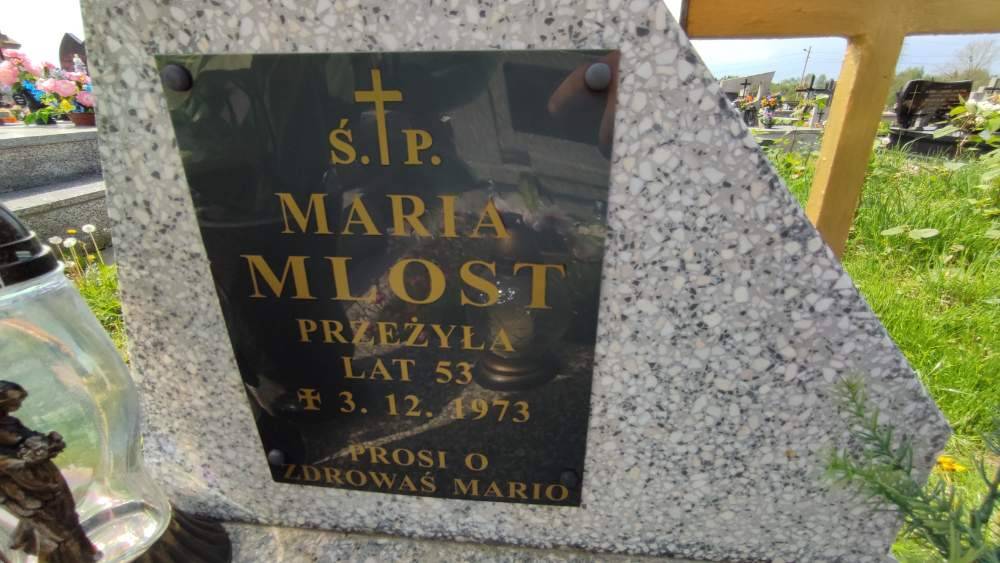 Ś. P.
MARIA
MLOST
PRZEŻYŁA
LAT 53
✠ 3. 12. 1973
PROSI O
ZDROWAŚ MARIO